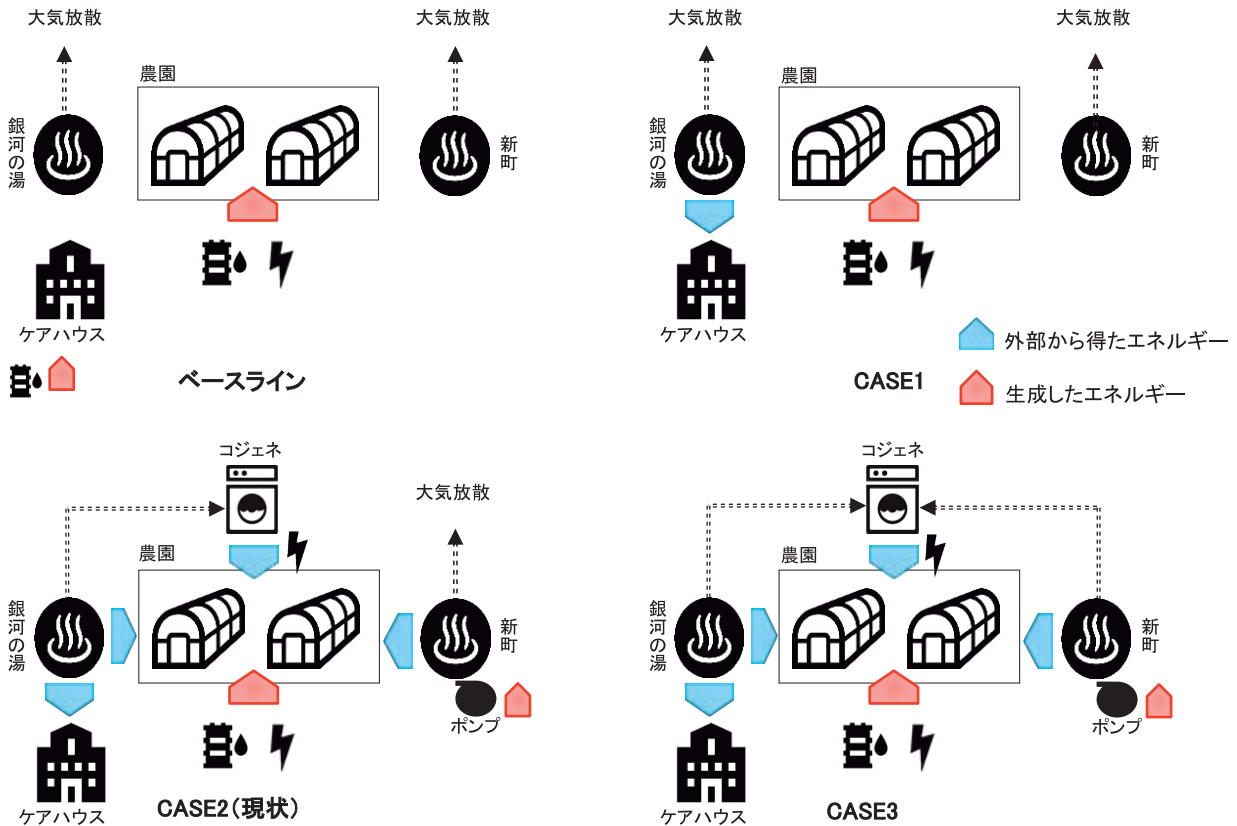 大気放散
大気放散
農園
銀河の湯
新町
ケアハウス
ベースライン
大気放散
大気放散
農園
銀河の湯
新町
ケアハウス
CASE1
外部から得たエネルギー
生成したエネルギー
コジェネ
大気放散
農園
銀河の湯
新町
ポンプ
ケアハウス
CASE2(現状)
コジェネ
農園
銀河の湯
新町
ポンプ
ケアハウス
CASE3